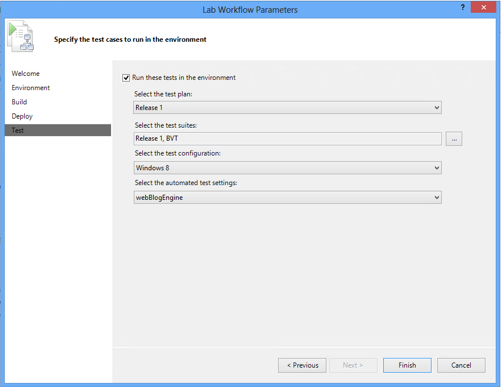 Lab Workflow Parameters
?
Specify the test cases to run in the environment
Welcome
Environment
Build
Deploy
Test
Run these tests in the environment
Select the test plan:
Release 1
Select the test suites:
Release 1, BVT
...
Select the test configuration:
Windows 8
Select the automated test settings:
webBlogEngine
< Previous
Next >
Finish
Cancel